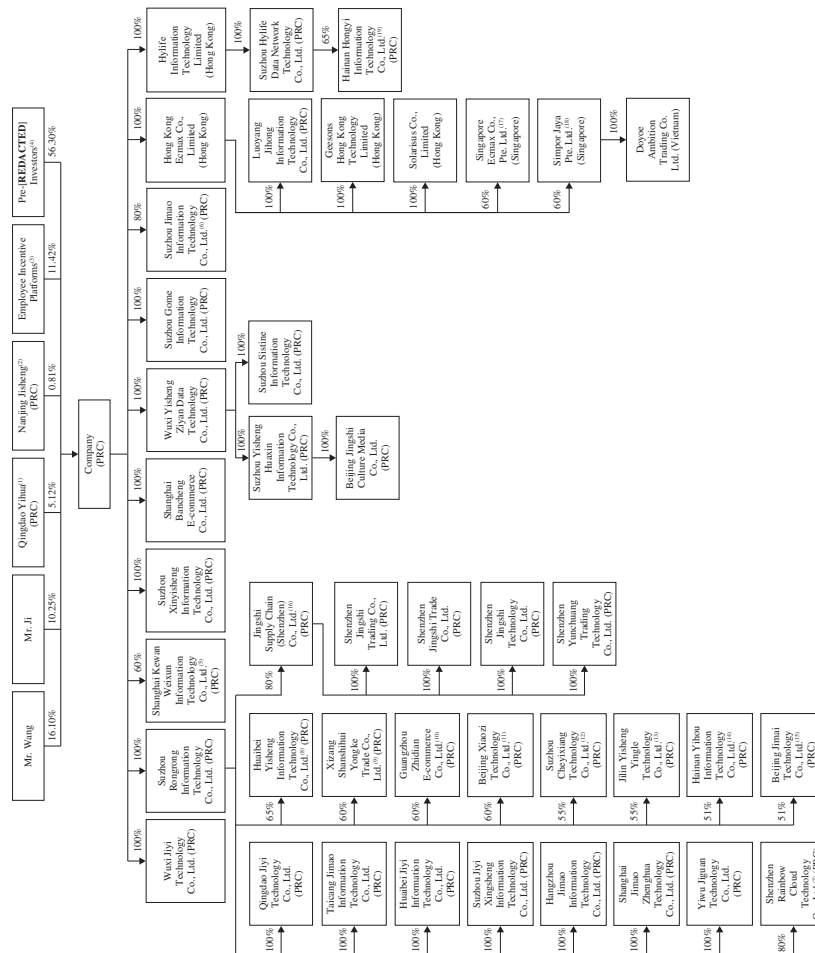 Mr. Wang
Mr. Ji
Qingdao Yihua(1)
(PRC)
Nanjing Jisheng(2)
(PRC)
Employee Incentive
Platforms(3)
Pre-[REDACTED]
Investors(4)
16.10%
10.25%
5.12%
0.81%
11.42%
56.30%
Company
(PRC)
100%
100%
60%
100%
100%
100%
100%
80%
100%
100%
Wuxi Jiyi
Technology
Co., Ltd. (PRC)
Suzhou
Rongrong
Information
Technology
Co., Ltd. (PRC)
Shanghai Kewan
Weixun
Information
Technology
Co., Ltd.(5)
(PRC)
Suzhou
Xinyisheng
Information
Technology
Co., Ltd. (PRC)
Shanghai
Bancheng
E-commerce
Co., Ltd. (PRC)
Wuxi Yisheng
Ziyan Data
Technology
Co., Ltd. (PRC)
Suzhou Gome
Information
Technology
Co., Ltd. (PRC)
Suzhou Jimao
Information
Technology
Co., Ltd.(6) (PRC)
Hong Kong
Ecmax Co.,
Limited
(Hong Kong)
Hylife
Information
Technology
Limited
(Hong Kong)
100%
Suzhou Hylife
Data Network
Technology
Co., Ltd. (PRC)
65%
Hainan Hongyi
Information
Technology
Co., Ltd.(19)
(PRC)
100%
Luoyang
Jihong
Information
Technology
Co., Ltd. (PRC)
100%
Geesons
Hong Kong
Technology
Limited
(Hong Kong)
100%
Solarisus Co.,
Limited
(Hong Kong)
60%
Singapore
Ecmax Co.,
Pte. Ltd.(17)
(Singapore)
60%
Simpor Jaya
Pte. Ltd.(18)
(Singapore)
100%
Doyoe
Ambition
Trading Co.
Ltd. (Vietnam)
100%
Suzhou Yisheng
Huaxin
Information
Technology Co.,
Ltd. (PRC)
100%
Suzhou Sistine
Information
Technology
Co., Ltd. (PRC)
100%
Beijing Jingshi
Culture Media
Co., Ltd.
(PRC)
80%
Jingshi
Supply Chain
(Shenzhen)
Co., Ltd.(16)
(PRC)
100%
Shenzhen
Jingshi
Trading Co.,
Ltd. (PRC)
100%
Shenzhen
Jingshi Trade
Co., Ltd.
(PRC)
100%
Shenzhen
Jingshi
Technology
Co., Ltd.
(PRC)
100%
Shenzhen
Yunchuang
Trading
Technology
Co., Ltd. (PRC)
65%
Huaibei
Yisheng
Information
Technology
Co., Ltd.(8) (PRC)
60%
Xizang
Shanshihui
Yongke
Trade Co.,
Ltd.(9) (PRC)
60%
Guangzhou
Zhidian
E-commerce
Co., Ltd.(10)
(PRC)
60%
Beijing Xiaozi
Technology
Co., Ltd.(11)
(PRC)
55%
Suzhou
Cheyixiang
Technology
Co., Ltd.(12)
(PRC)
55%
Jilin Yisheng
Yingle
Technology
Co., Ltd.(13)
(PRC)
51%
Hainan Yihou
Information
Technology
Co., Ltd.(14)
(PRC)
51%
Beijing Jimai
Technology
Co., Ltd.(15)
(PRC)
100%
Qingdao Jiyi
Technology
Co., Ltd.
(PRC)
100%
Taicang Jimao
Information
Technology
Co., Ltd. (PRC)
100%
Huaibei Jiyi
Information
Technology
Co., Ltd. (PRC)
100%
Suzhou Jiyi
Xingsheng
Information
Technology
Co., Ltd. (PRC)
100%
Hangzhou
Jimao
Information
Technology
Co., Ltd. (PRC)
100%
Shanghai
Jimao
Zhenghua
Technology
Co., Ltd. (PRC)
100%
Yiwu Jiguan
Technology
Co., Ltd.
(PRC)
80%
Shenzhen
Rainbow
Cloud
Technology